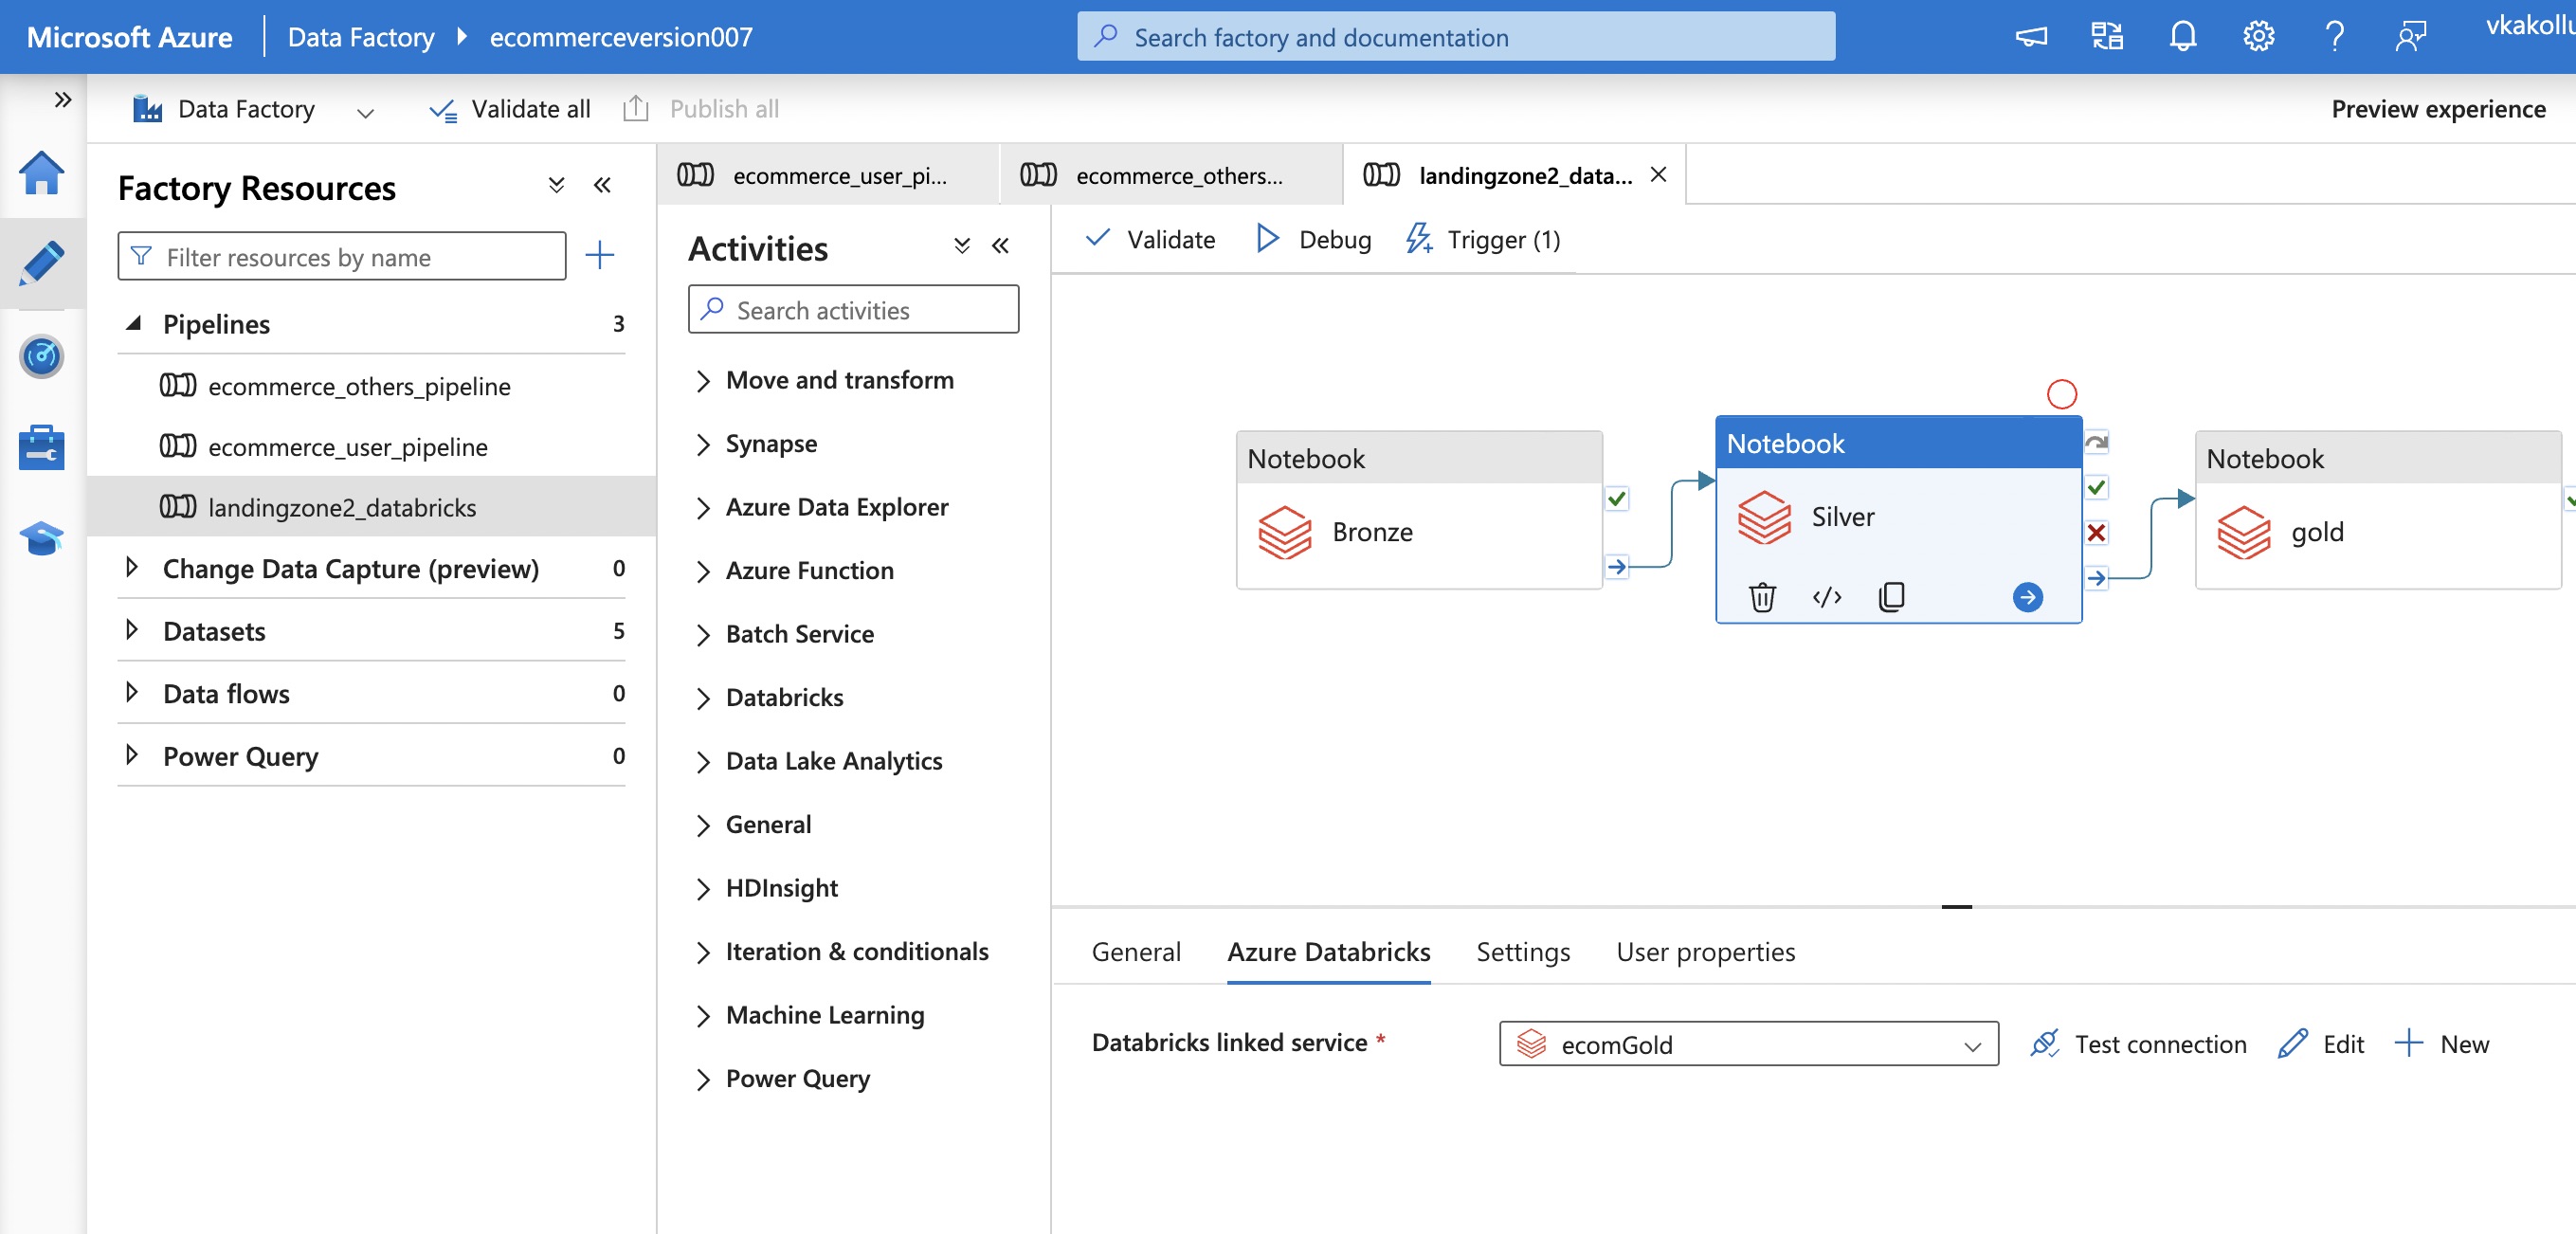 Microsoft Azure
Data Factory
ecommerceversion007
Search factory and documentation
vkakollu
Data Factory
Validate all
Publish all
Preview experience
Factory Resources
Filter resources by name
Pipelines
3
ecommerce_others_pipeline
ecommerce_user_pipeline
landingzone2_databricks
Change Data Capture (preview)
0
Datasets
5
Data flows
0
Power Query
0
ecommerce_user_pi...
ecommerce_others...
landingzone2_data...
Activities
Search activities
Move and transform
Synapse
Azure Data Explorer
Azure Function
Batch Service
Databricks
Data Lake Analytics
General
HDInsight
Iteration & conditionals
Machine Learning
Power Query
Validate
Debug
Trigger (1)
Notebook
Bronze
Notebook
Silver
Notebook
gold
General
Azure Databricks
Settings
User properties
Databricks linked service *
ecomGold
Test connection
Edit
New